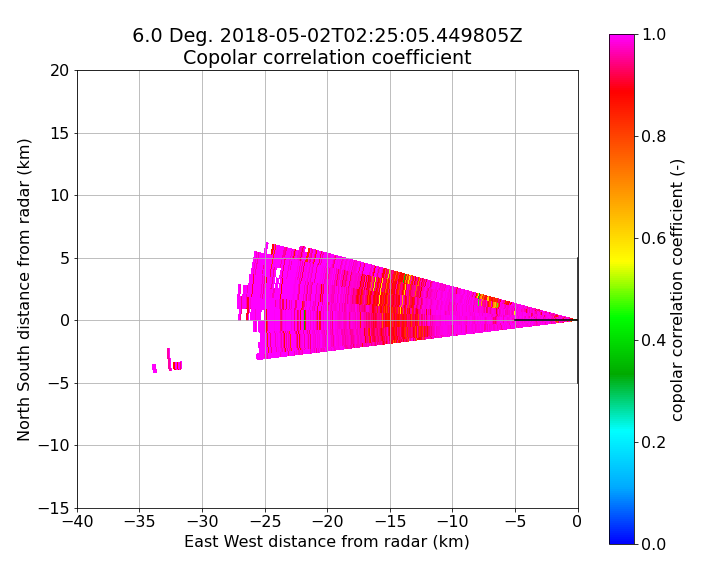 6.0 Deg. 2018-05-02T02:25:05.449805Z
Copolar correlation coefficient
20
15
10
5
0
−5
−10
−15
North South distance from radar (km)
−40 −35 −30 −25 −20 −15 −10 −5 0
East West distance from radar (km)
1.0
0.8
0.6
0.4
0.2
0.0
copolar correlation coefficient (-)